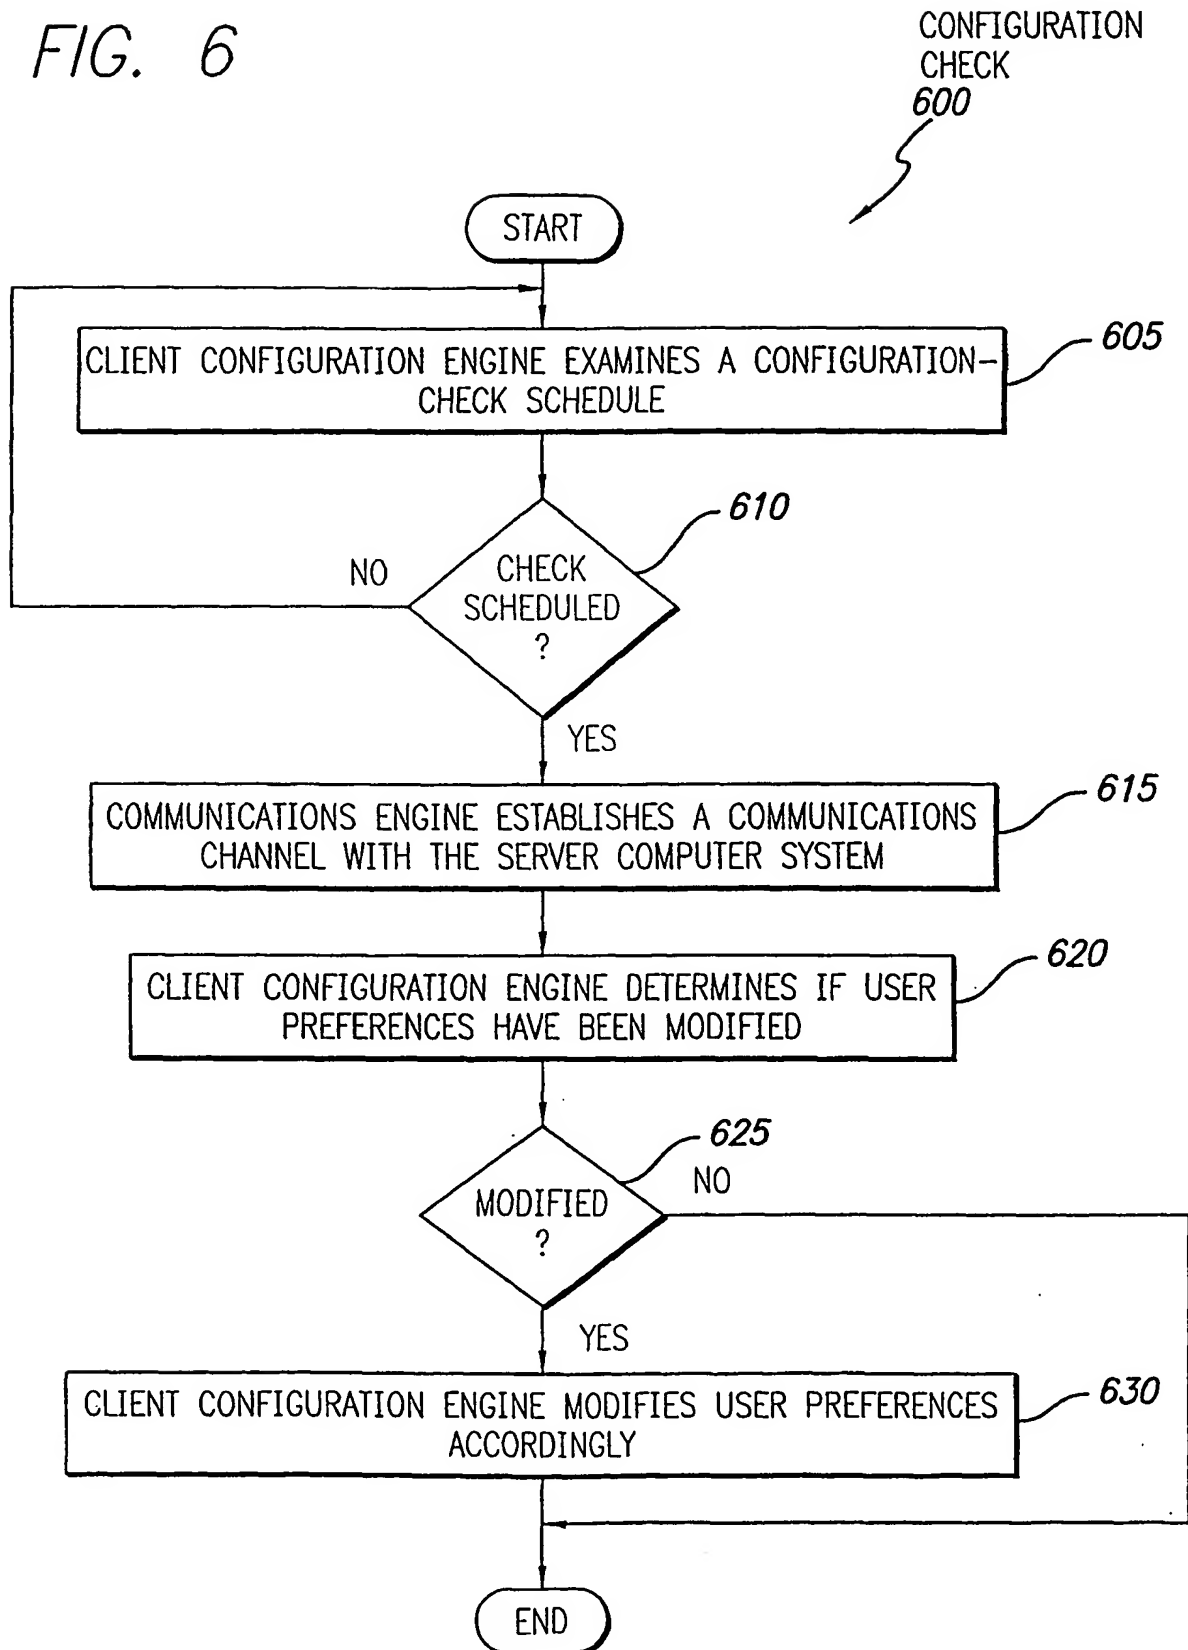 FIG. 6
CONFIGURATION
CHECK
600
START
CLIENT CONFIGURATION ENGINE EXAMINES A CONFIGURATION-
CHECK SCHEDULE
605
610
CHECK
SCHEDULED
?
NO
YES
COMMUNICATIONS ENGINE ESTABLISHES A COMMUNICATIONS
CHANNEL WITH THE SERVER COMPUTER SYSTEM
615
CLIENT CONFIGURATION ENGINE DETERMINES IF USER
PREFERENCES HAVE BEEN MODIFIED
620
625
MODIFIED
?
NO
YES
CLIENT CONFIGURATION ENGINE MODIFIES USER PREFERENCES
ACCORDINGLY
630
END